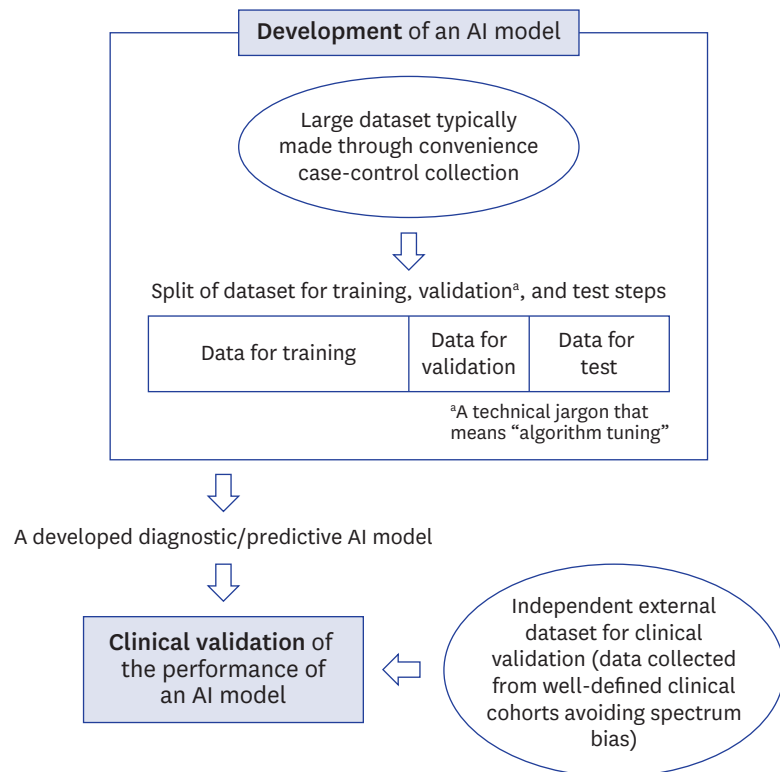 Development of an AI model
Large dataset typically
made through convenience
case-control collection
Split of dataset for training, validationᵃ, and test steps
Data for training
Data for
validation
Data for
test
ᵃA technical jargon that
means “algorithm tuning”
A developed diagnostic/predictive AI model
Clinical validation of
the performance of
an AI model
Independent external
dataset for clinical
validation (data collected
from well-defined clinical
cohorts avoiding spectrum
bias)